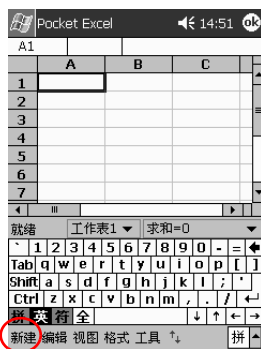 Pocket Excel 14:51 ok
A1
A B C
1
2
3
4
5
6
7
就绪 工作表1 求和=0
` 1 2 3 4 5 6 7 8 9 0 - =
Tab q w e r t y u i o p [ ]
Shift a s d f g h j k l ; '
Ctrl z x c v b n m , . /
拼 英 符 全
新建 编辑 视图 格式 工具 拼